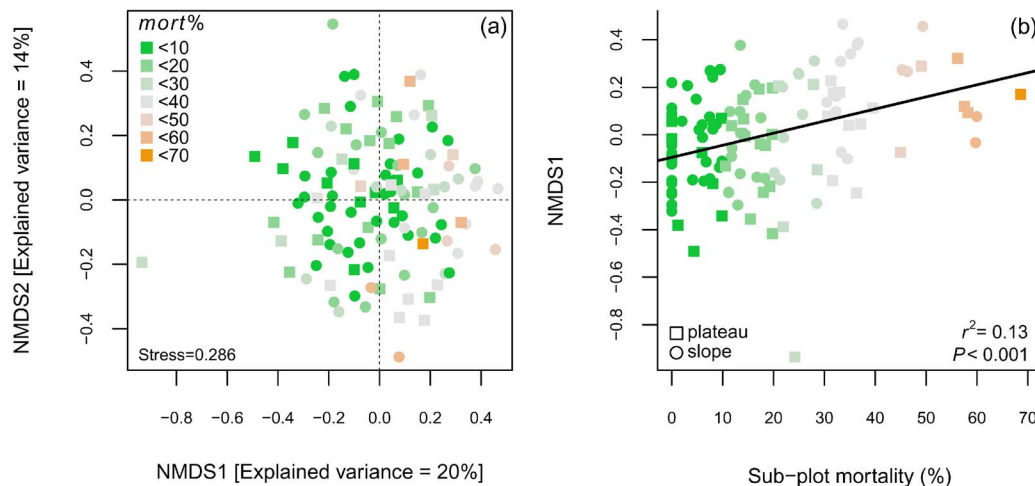 (a)
mort%
<10
<20
<30
<40
<50
<60
<70
NMDS2 [Explained variance = 14%]
0.4
0.2
0.0
−0.2
−0.4
Stress=0.286
−0.8
−0.6
−0.4
−0.2
0.0
0.2
0.4
NMDS1 [Explained variance = 20%]
(b)
NMDS1
0.4
0.2
0.0
−0.2
−0.4
−0.6
−0.8
plateau
slope
r²= 0.13
P< 0.001
0
10
20
30
40
50
60
70
Sub−plot mortality (%)